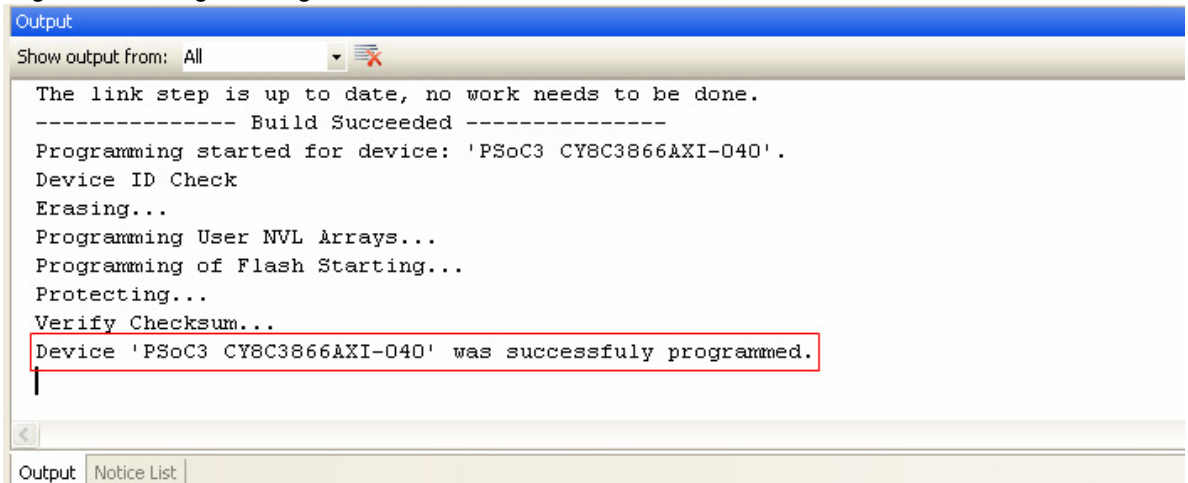 Output
Show output from: All
The link step is up to date, no work needs to be done.
--------------- Build Succeeded ---------------
Programming started for device: 'PSoC3 CY8C3866AXI-040'.
Device ID Check
Erasing...
Programming User NVL Arrays...
Programming of Flash Starting...
Protecting...
Verify Checksum...
Device 'PSoC3 CY8C3866AXI-040' was successfuly programmed.
Output Notice List